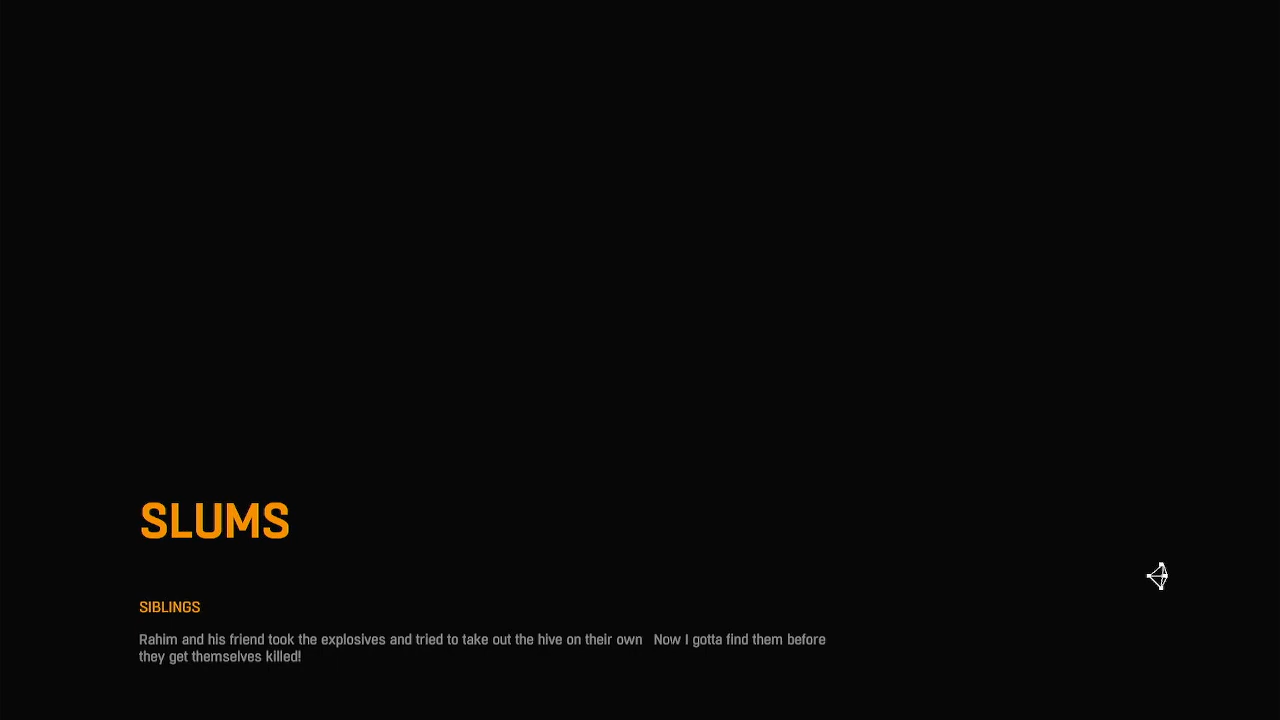 SLUMS
SIBLINGS
Rahim and his friend took the explosives and tried to take out the hive on their own   Now I gotta find them before
they get themselves killed!